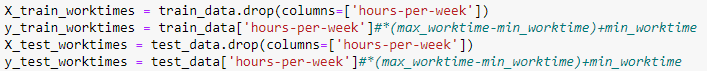 X_train_worktimes = train_data.drop(columns=['hours-per-week'])
y_train_worktimes = train_data['hours-per-week']#*(max_worktime-min_worktime)+min_worktime
X_test_worktimes = test_data.drop(columns=['hours-per-week'])
y_test_worktimes = test_data['hours-per-week']#*(max_worktime-min_worktime)+min_worktime